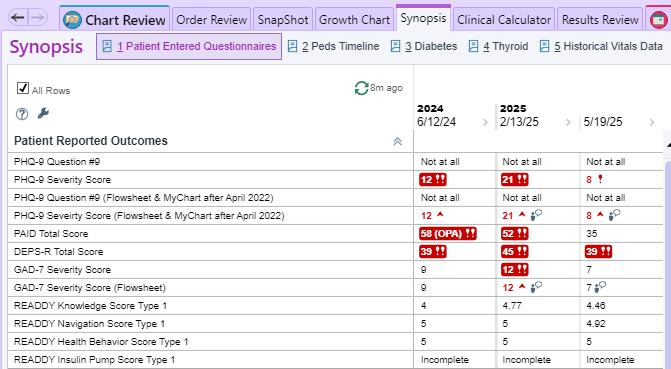 Chart Review Order Review SnapShot Growth Chart Synopsis Clinical Calculator Results Review
Synopsis 1 Patient Entered Questionnaires 2 Peds Timeline 3 Diabetes 4 Thyroid 5 Historical Vitals Data
All Rows 8m ago
2024 2025
6/12/24 2/13/25 5/19/25
Patient Reported Outcomes
PHQ-9 Question #9 Not at all Not at all Not at all
PHQ-9 Severity Score 12 !! 21 !! 8 !
PHQ-9 Question #9 (Flowsheet & MyChart after April 2022) Not at all Not at all Not at all
PHQ-9 Seveirty Score (Flowsheet & MyChart after April 2022) 12 21 8
PAID Total Score 58 (OPA) !! 52 !! 35
DEPS-R Total Score 39 !! 45 !! 39 !!
GAD-7 Severity Score 9 12 !! 7
GAD-7 Severity Score (Flowsheet) 9 12 7
READDY Knowledge Score Type 1 4 4.77 4.46
READDY Navigation Score Type 1 5 5 4.92
READDY Health Behavior Score Type 1 5 5 5
READDY Insulin Pump Score Type 1 Incomplete Incomplete Incomplete